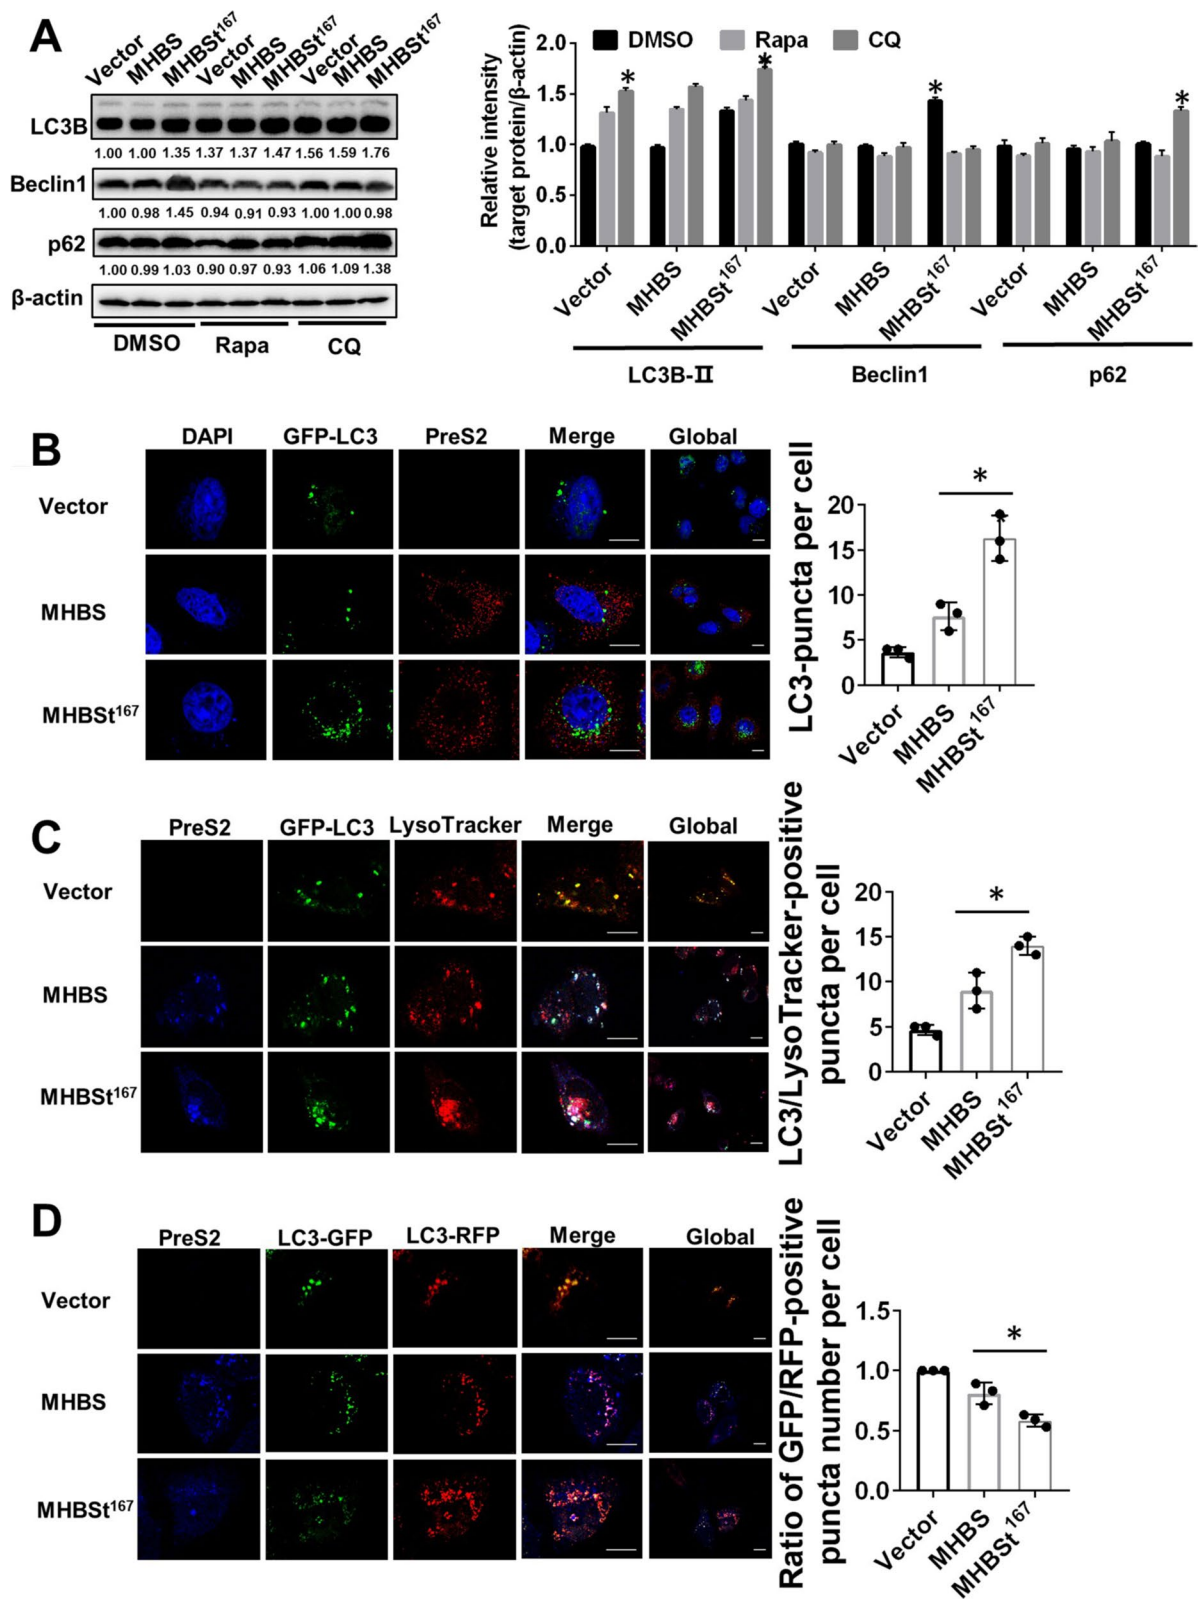 A
Vector MHBS MHBSt167 Vector MHBS MHBSt167 Vector MHBS MHBSt167
LC3B
1.00 1.00 1.35 1.37 1.37 1.47 1.56 1.59 1.76
Beclin1
1.00 0.98 1.45 0.94 0.91 0.93 1.00 1.00 0.98
p62
1.00 0.99 1.03 0.90 0.97 0.93 1.06 1.09 1.38
β-actin
DMSO Rapa CQ
Relative intensity
(target protein/β-actin)
2.0
1.5
1.0
0.5
0.0
DMSO Rapa CQ
* * * *
Vector MHBS MHBSt167 Vector MHBS MHBSt167 Vector MHBS MHBSt167
LC3B-II Beclin1 p62
B
DAPI GFP-LC3 PreS2 Merge Global
Vector
MHBS
MHBSt167
LC3-puncta per cell
20
15
10
5
0
*
Vector MHBS MHBSt167
C
PreS2 GFP-LC3 LysoTracker Merge Global
Vector
MHBS
MHBSt167
LC3/LysoTracker-positive
puncta per cell
20
15
10
5
0
*
Vector MHBS MHBSt167
D
PreS2 LC3-GFP LC3-RFP Merge Global
Vector
MHBS
MHBSt167
Ratio of GFP/RFP-positive
puncta number per cell
1.5
1.0
0.5
0.0
*
Vector MHBS MHBSt167